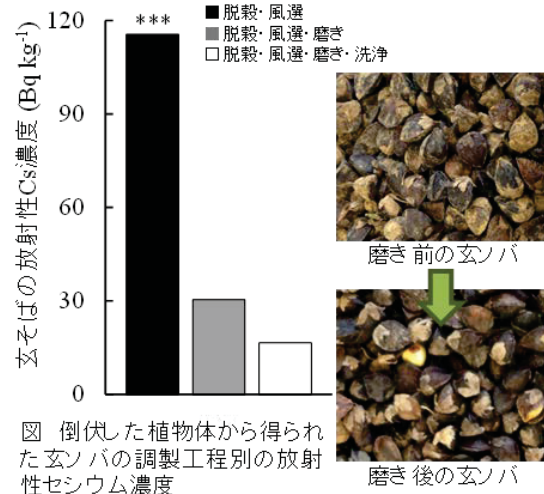 玄そばの放射性Cs濃度 (Bq kg-1)
120
90
60
30
0
***
■脱穀・風選
■脱穀・風選・磨き
□脱穀・風選・磨き・洗浄
磨き前の玄ソバ
磨き後の玄ソバ
図 倒伏した植物体から得られ
た玄ソバの調製工程別の放射
性セシウム濃度